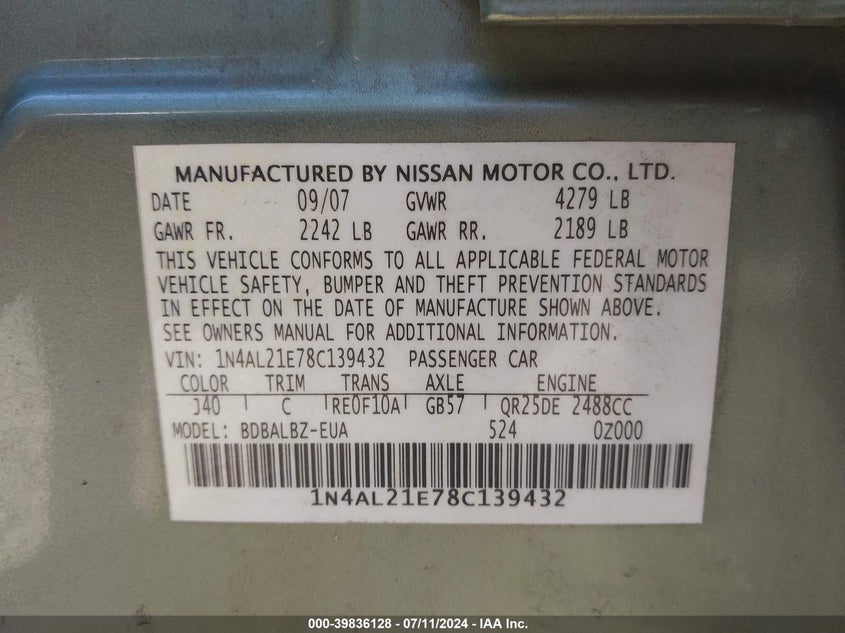 MANUFACTURED BY NISSAN MOTOR CO., LTD.
DATE 09/07 GVWR 4279 LB
GAWR FR. 2242 LB GAWR RR. 2189 LB
THIS VEHICLE CONFORMS TO ALL APPLICABLE FEDERAL MOTOR
VEHICLE SAFETY, BUMPER AND THEFT PREVENTION STANDARDS
IN EFFECT ON THE DATE OF MANUFACTURE SHOWN ABOVE.
SEE OWNERS MANUAL FOR ADDITIONAL INFORMATION.
VIN: 1N4AL21E78C139432 PASSENGER CAR
COLOR TRIM TRANS AXLE ENGINE
J40 C RE0F10A GB57 QR25DE 2488CC
MODEL: BDBALBZ-EUA 524 0Z000
1N4AL21E78C139432
000-39836128 - 07/11/2024 - IAA Inc.